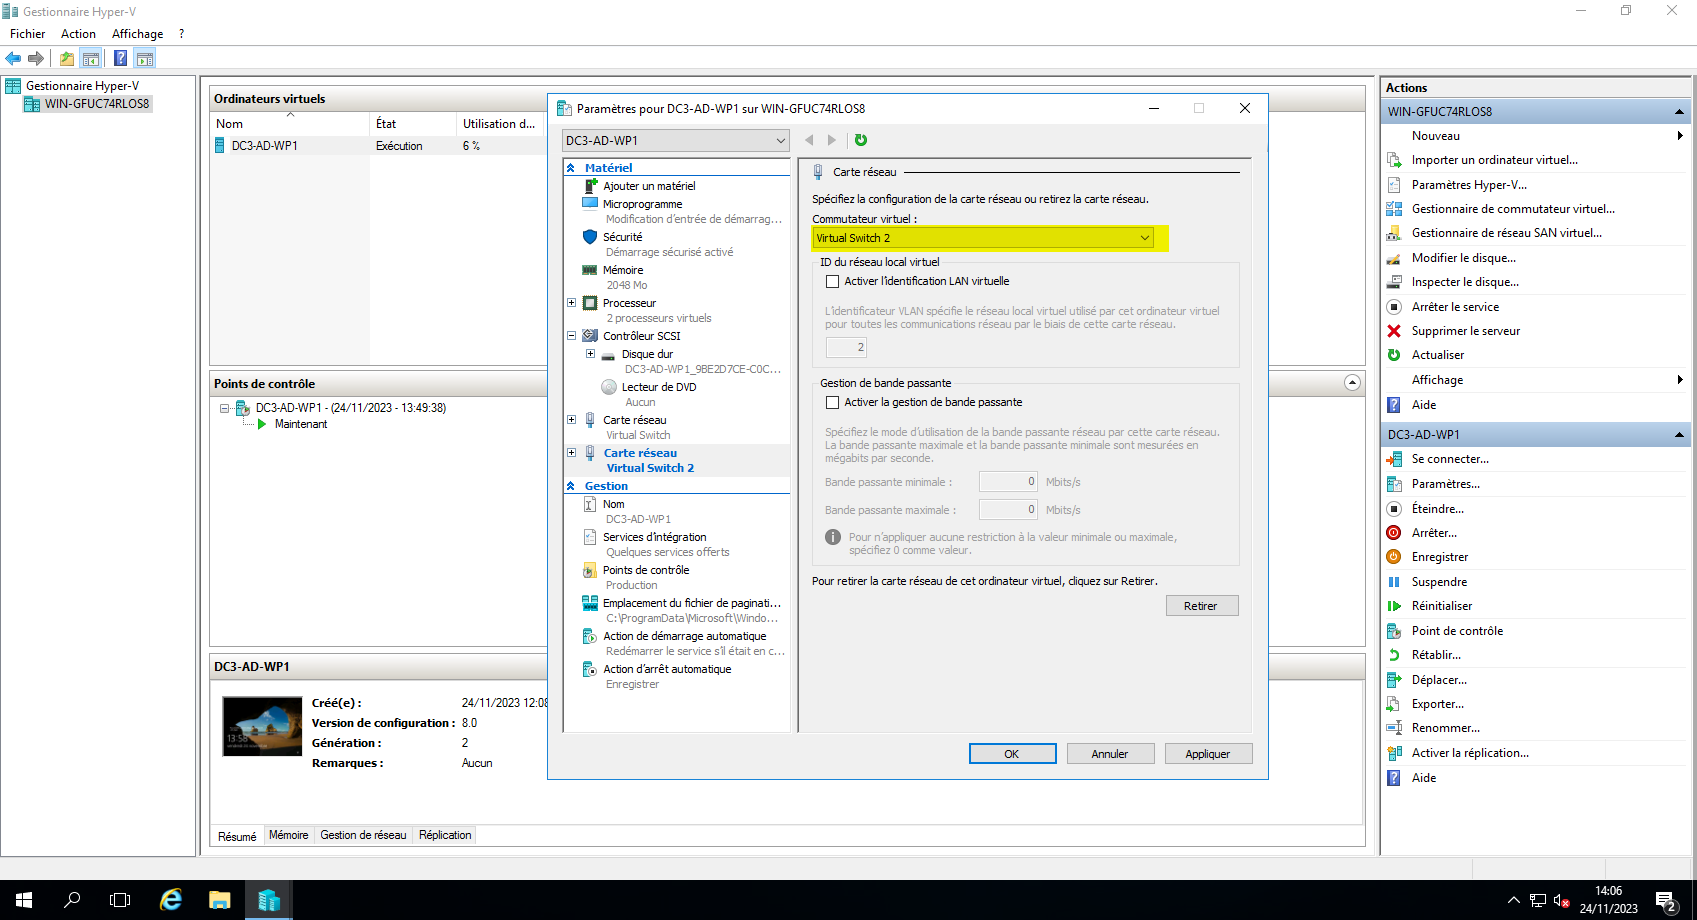 Gestionnaire Hyper-V
Fichier Action Affichage ?
Gestionnaire Hyper-V
WIN-GFUC74RLOS8
Ordinateurs virtuels
Nom État Utilisation d...
DC3-AD-WP1 Exécution 6 %
Points de contrôle
DC3-AD-WP1 - (24/11/2023 - 13:49:38)
Maintenant
DC3-AD-WP1
Créé(e) : 24/11/2023 12:08
Version de configuration : 8.0
Génération : 2
Remarques : Aucun
13:58
Résumé Mémoire Gestion de réseau Réplication
Paramètres pour DC3-AD-WP1 sur WIN-GFUC74RLOS8
DC3-AD-WP1
Matériel
Ajouter un matériel
Microprogramme
Modification d'entrée de démarrag...
Sécurité
Démarrage sécurisé activé
Mémoire
2048 Mo
Processeur
2 processeurs virtuels
Contrôleur SCSI
Disque dur
DC3-AD-WP1_9BE2D7CE-C0C...
Lecteur de DVD
Aucun
Carte réseau
Virtual Switch
Carte réseau
Virtual Switch 2
Gestion
Nom
DC3-AD-WP1
Services d'intégration
Quelques services offerts
Points de contrôle
Production
Emplacement du fichier de paginati...
C:\ProgramData\Microsoft\Windo...
Action de démarrage automatique
Redémarrer le service s'il était en c...
Action d'arrêt automatique
Enregistrer
Carte réseau
Spécifiez la configuration de la carte réseau ou retirez la carte réseau.
Commutateur virtuel :
Virtual Switch 2
ID du réseau local virtuel
Activer l'identification LAN virtuelle
L'identificateur VLAN spécifie le réseau local virtuel utilisé par cet ordinateur virtuel
pour toutes les communications réseau par le biais de cette carte réseau.
2
Gestion de bande passante
Activer la gestion de bande passante
Spécifiez le mode d'utilisation de la bande passante réseau par cette carte réseau.
La bande passante maximale et la bande passante minimale sont mesurées en
mégabits par seconde.
Bande passante minimale : 0 Mbits/s
Bande passante maximale : 0 Mbits/s
Pour n'appliquer aucune restriction à la valeur minimale ou maximale,
spécifiez 0 comme valeur.
Pour retirer la carte réseau de cet ordinateur virtuel, cliquez sur Retirer.
Retirer
OK Annuler Appliquer
Actions
WIN-GFUC74RLOS8
Nouveau
Importer un ordinateur virtuel...
Paramètres Hyper-V...
Gestionnaire de commutateur virtuel...
Gestionnaire de réseau SAN virtuel...
Modifier le disque...
Inspecter le disque...
Arrêter le service
Supprimer le serveur
Actualiser
Affichage
Aide
DC3-AD-WP1
Se connecter...
Paramètres...
Éteindre...
Arrêter...
Enregistrer
Suspendre
Réinitialiser
Point de contrôle
Rétablir...
Déplacer...
Exporter...
Renommer...
Activer la réplication...
Aide
14:06
24/11/2023
2